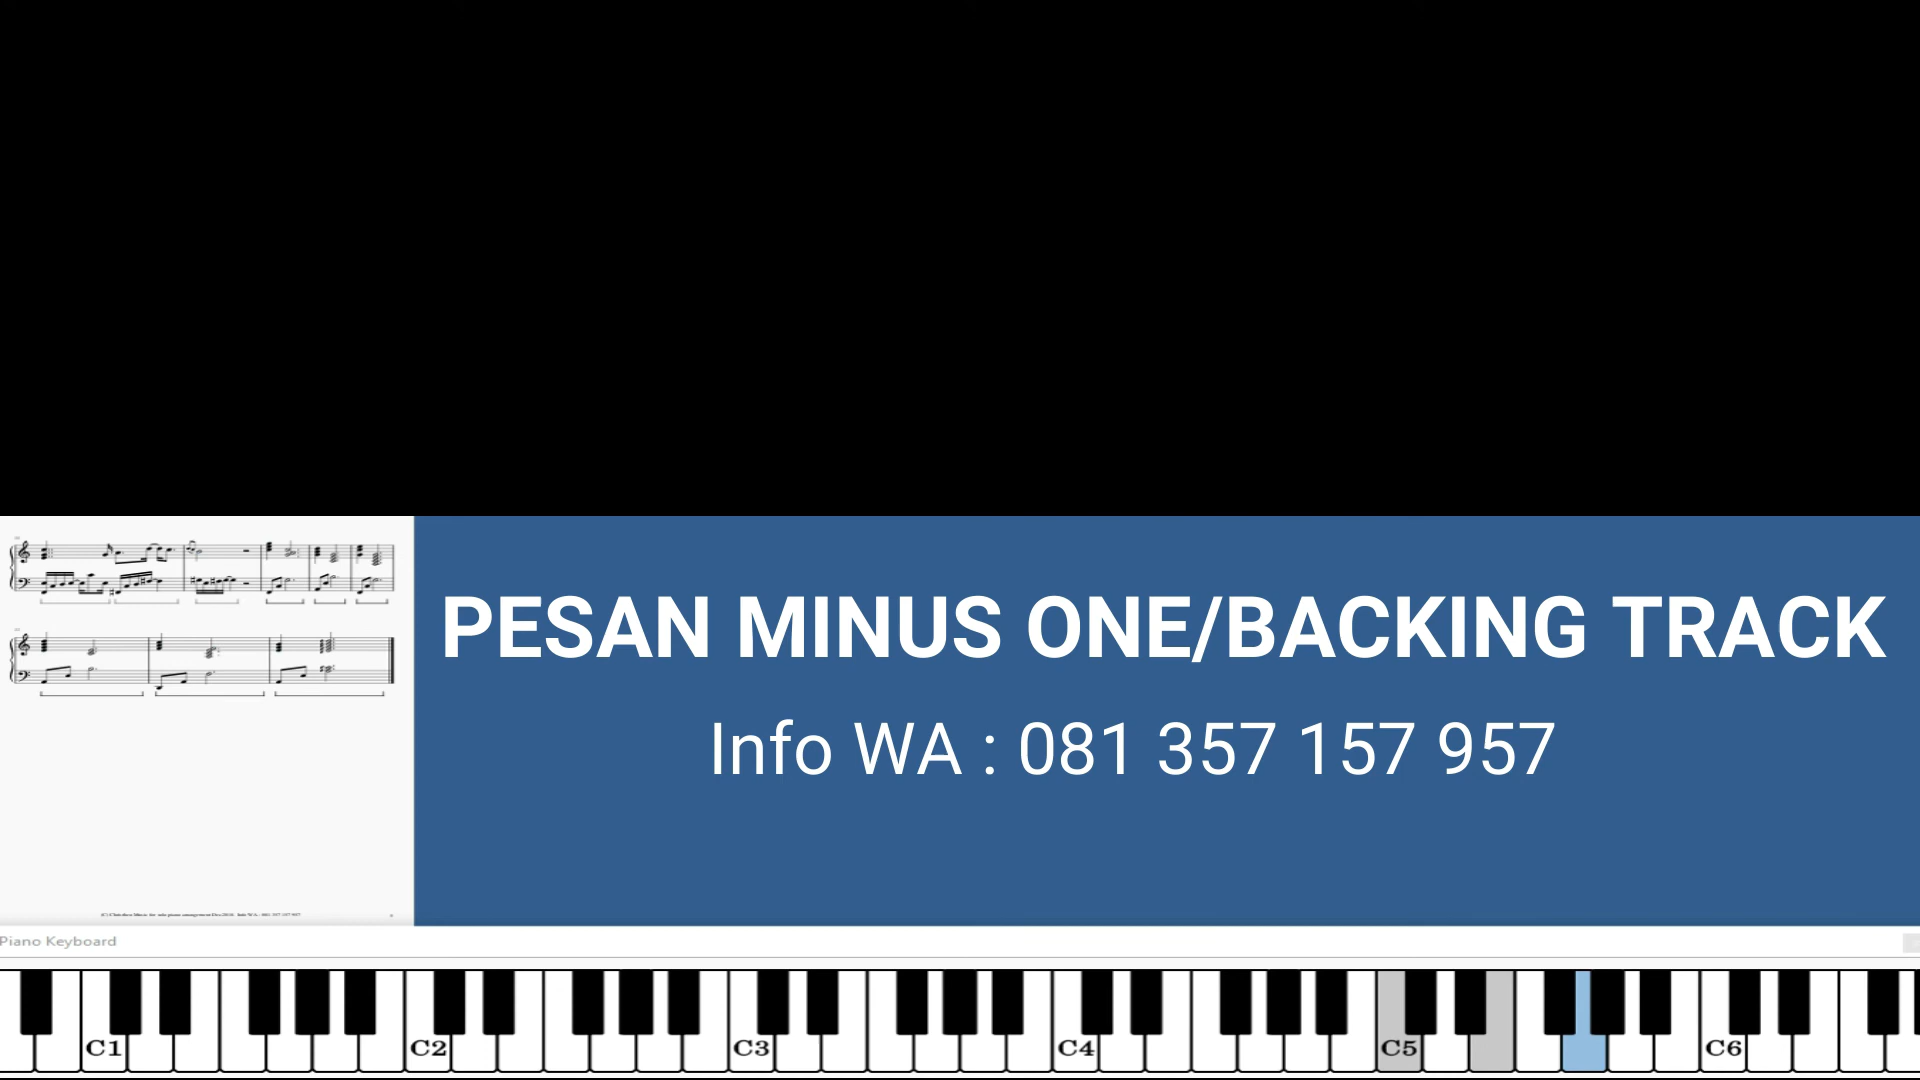 PESAN MINUS ONE/BACKING TRACK
Info WA : 081 357 157 957
Piano Keyboard
C1 C2 C3 C4 C5 C6